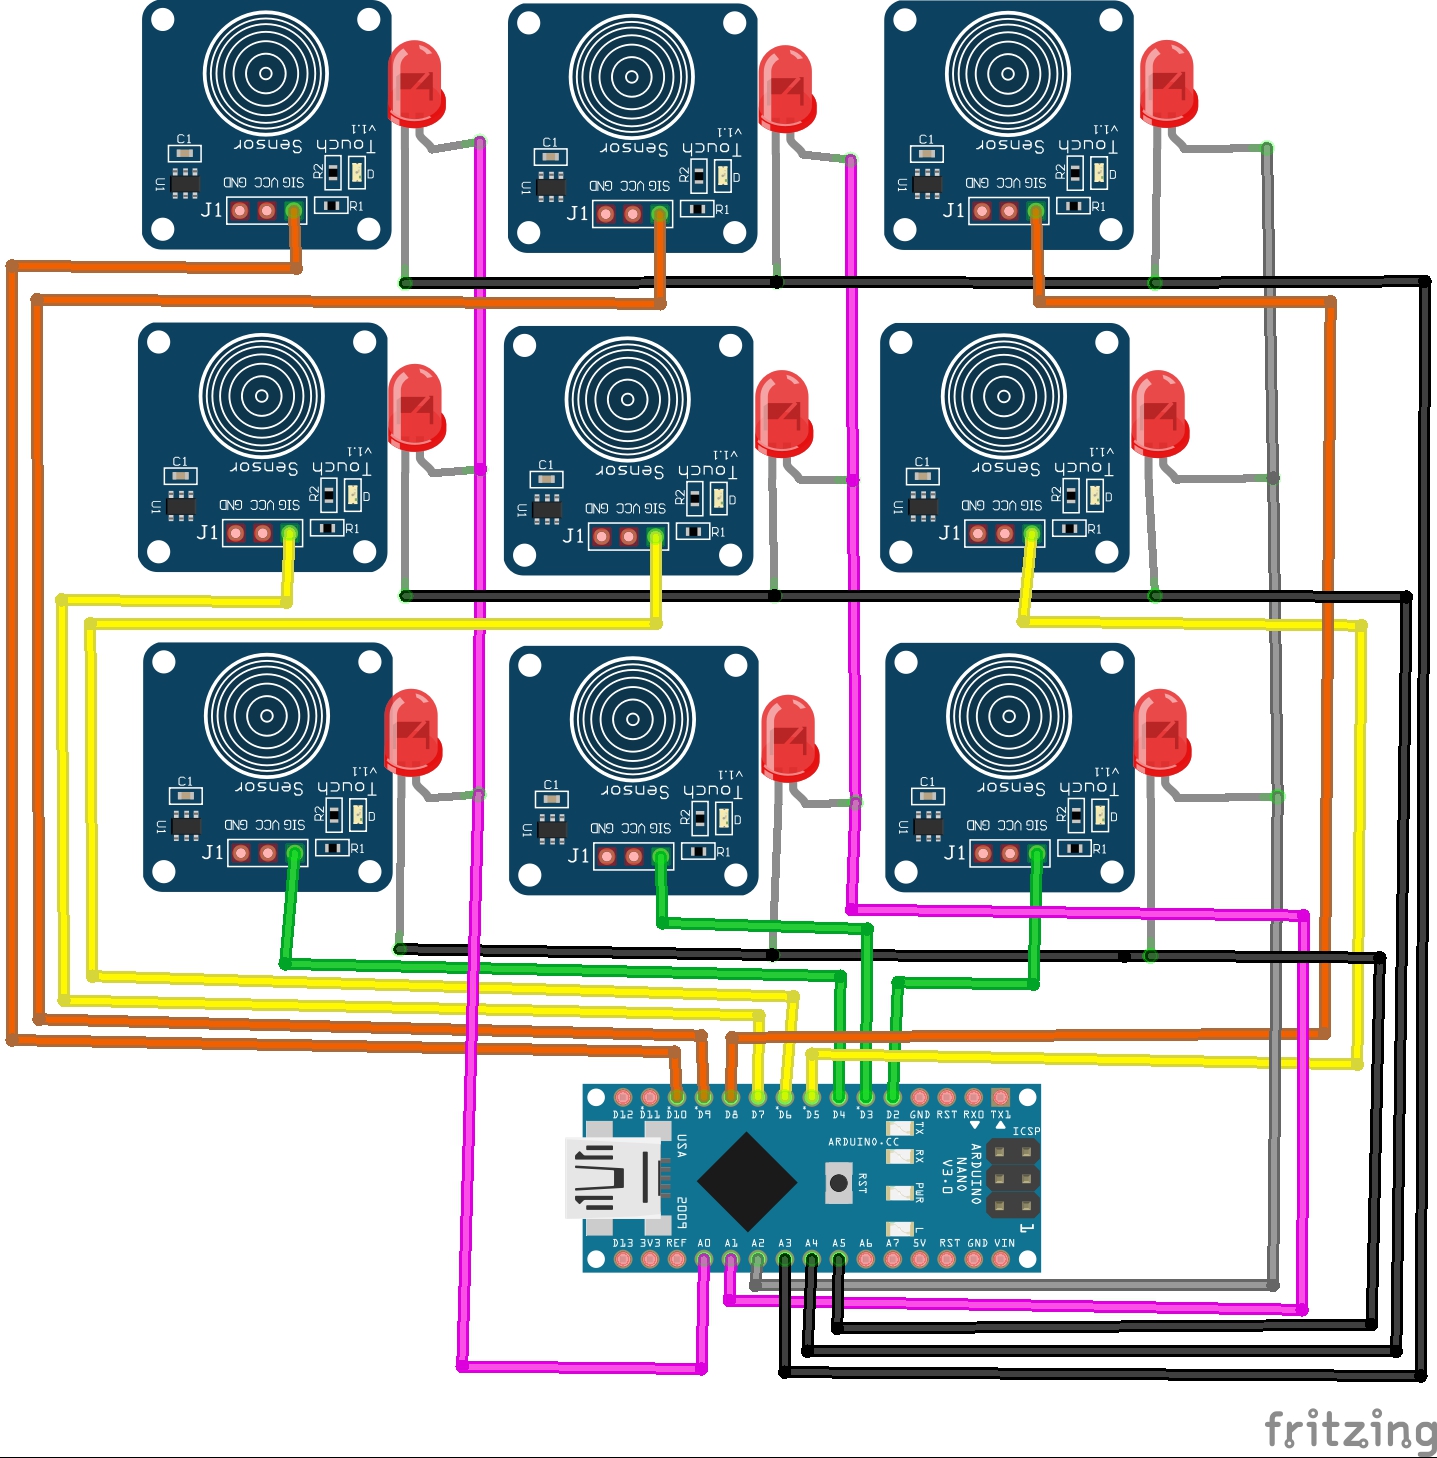 C1
Sensor
Touch
v1.1
U1
GND VCC SIG
R2
D
J1
R1
C1
Sensor
Touch
v1.1
U1
GND VCC SIG
R2
D
J1
R1
C1
Sensor
Touch
v1.1
U1
GND VCC SIG
R2
D
J1
R1
C1
Sensor
Touch
v1.1
U1
GND VCC SIG
R2
D
J1
R1
C1
Sensor
Touch
v1.1
U1
GND VCC SIG
R2
D
J1
R1
C1
Sensor
Touch
v1.1
U1
GND VCC SIG
R2
D
J1
R1
C1
Sensor
Touch
v1.1
U1
GND VCC SIG
R2
D
J1
R1
C1
Sensor
Touch
v1.1
U1
GND VCC SIG
R2
D
J1
R1
C1
Sensor
Touch
v1.1
U1
GND VCC SIG
R2
D
J1
R1
D12 D11 D10 D9 D8 D7 D6 D5 D4 D3 D2 GND RST RX0 TX1
ICSP
USA
2009
ARDUINO.CC
TX
RX
PWR
L
RST
ARDUINO
NANO
V3.0
1
D13 3V3 REF A0 A1 A2 A3 A4 A5 A6 A7 5V RST GND VIN
fritzing